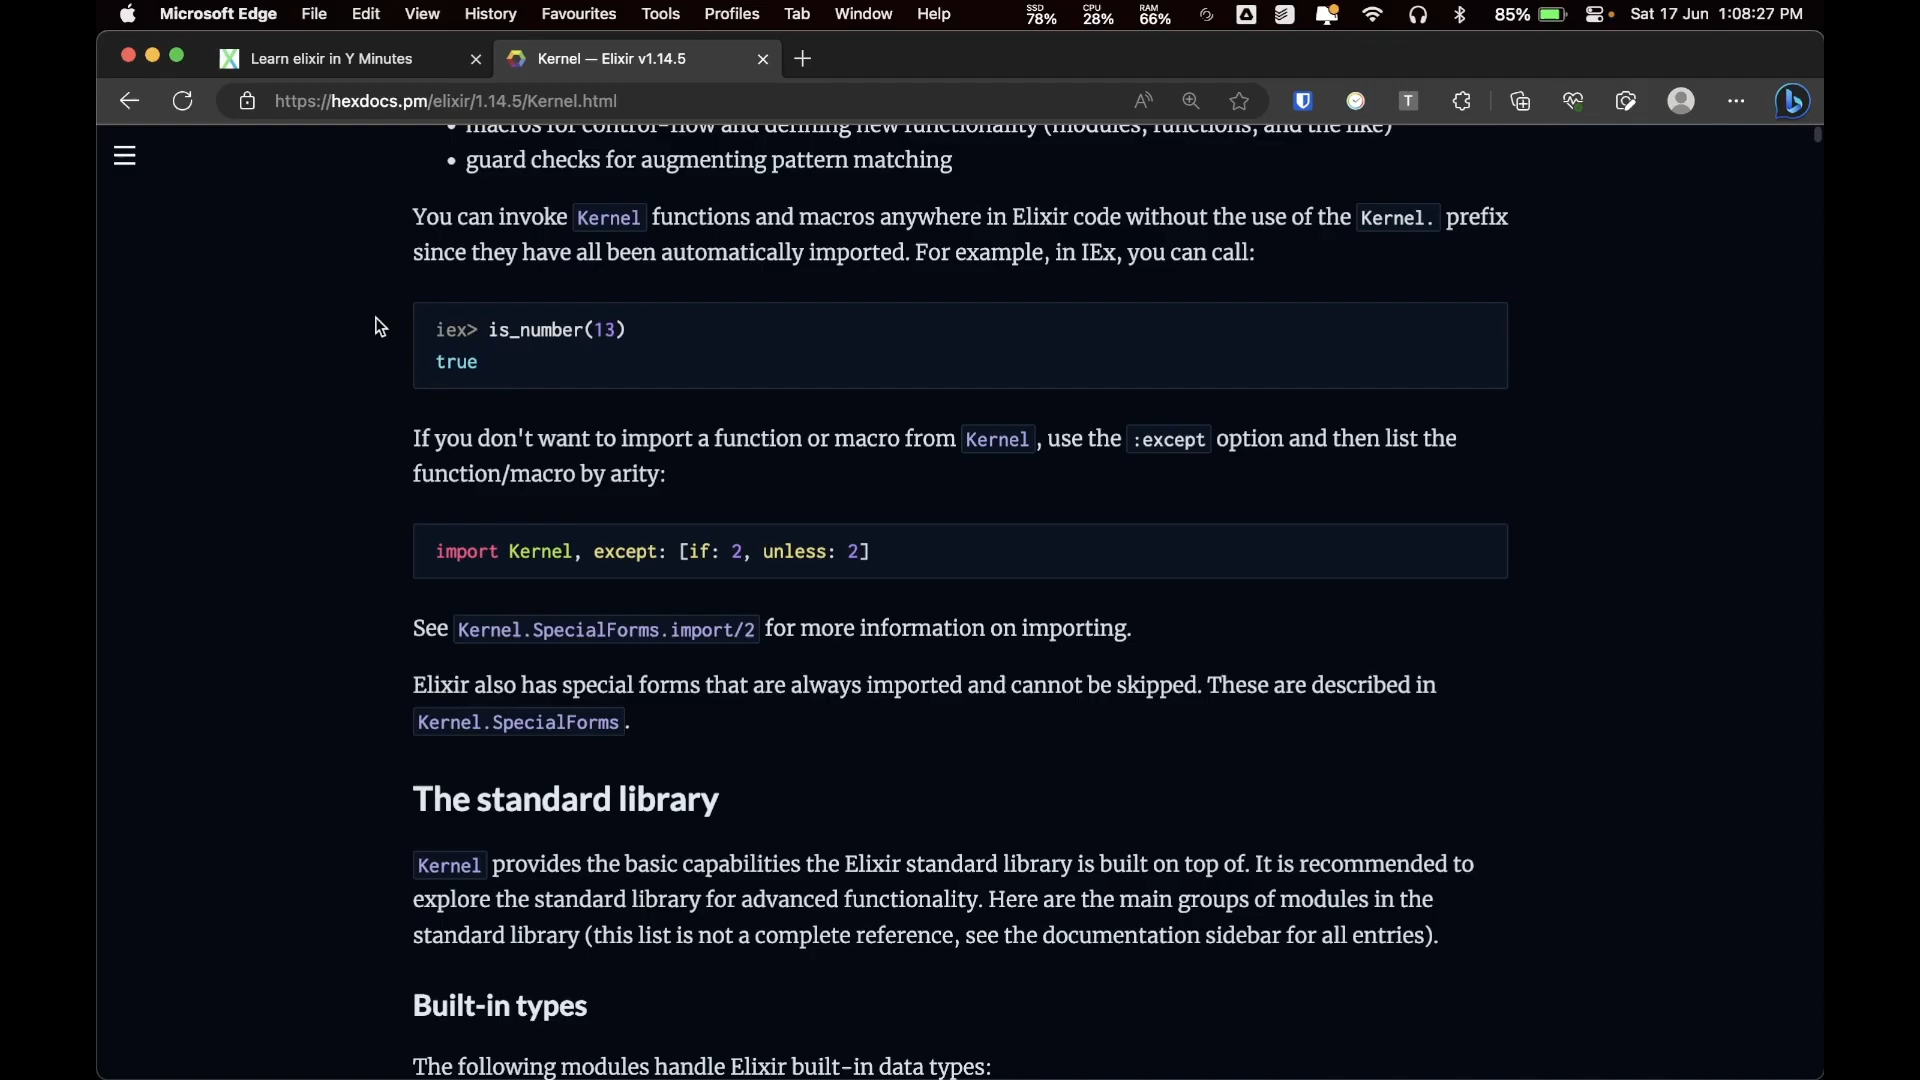 Microsoft Edge File Edit View History Favourites Tools Profiles Tab Window Help SSD 78% CPU 28% RAM 66% 85% Sat 17 Jun 1:08:27 PM
Learn elixir in Y Minutes
Kernel — Elixir v1.14.5
https://hexdocs.pm/elixir/1.14.5/Kernel.html
• macros for control-flow and defining new functionality (modules, functions, and the like)
• guard checks for augmenting pattern matching
You can invoke Kernel functions and macros anywhere in Elixir code without the use of the Kernel. prefix
since they have all been automatically imported. For example, in IEx, you can call:
iex> is_number(13)
true
If you don't want to import a function or macro from Kernel, use the :except option and then list the
function/macro by arity:
import Kernel, except: [if: 2, unless: 2]
See Kernel.SpecialForms.import/2 for more information on importing.
Elixir also has special forms that are always imported and cannot be skipped. These are described in
Kernel.SpecialForms.
The standard library
Kernel provides the basic capabilities the Elixir standard library is built on top of. It is recommended to
explore the standard library for advanced functionality. Here are the main groups of modules in the
standard library (this list is not a complete reference, see the documentation sidebar for all entries).
Built-in types
The following modules handle Elixir built-in data types: